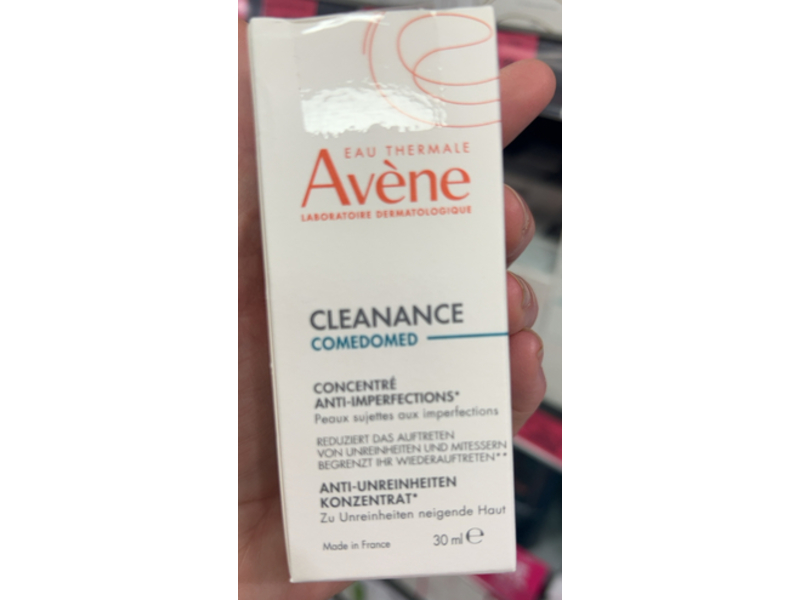 EAU THERMALE
Avène
LABORATOIRE DERMATOLOGIQUE
CLEANANCE
COMEDOMED
CONCENTRÉ
ANTI-IMPERFECTIONS*
Peaux sujettes aux imperfections
REDUZIERT DAS AUFTRETEN
VON UNREINHEITEN UND MITESSERN
BEGRENZT IHR WIEDERAUFTRETEN**
ANTI-UNREINHEITEN
KONZENTRAT*
Zu Unreinheiten neigende Haut
Made in France 30 ml ℮